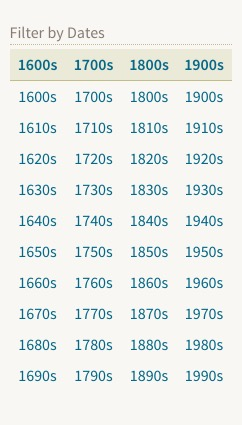 Filter by Dates
1600s 1700s 1800s 1900s
1600s 1700s 1800s 1900s
1610s 1710s 1810s 1910s
1620s 1720s 1820s 1920s
1630s 1730s 1830s 1930s
1640s 1740s 1840s 1940s
1650s 1750s 1850s 1950s
1660s 1760s 1860s 1960s
1670s 1770s 1870s 1970s
1680s 1780s 1880s 1980s
1690s 1790s 1890s 1990s